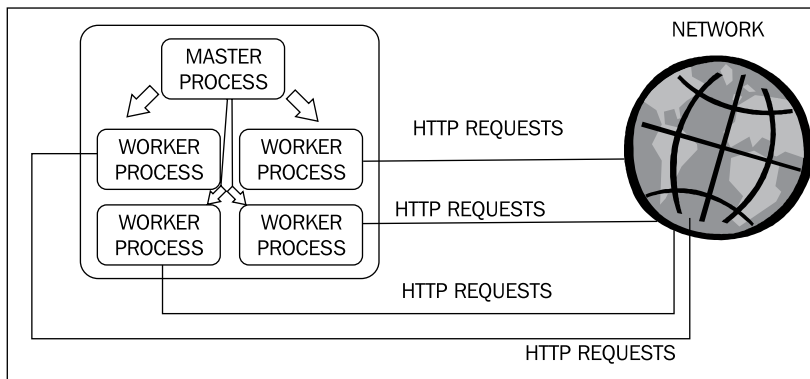 NETWORK
MASTER
PROCESS
HTTP REQUESTS
WORKER
PROCESS
WORKER
PROCESS
HTTP REQUESTS
WORKER
PROCESS
WORKER
PROCESS
HTTP REQUESTS
HTTP REQUESTS